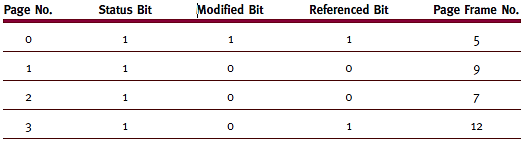 Page No. Status Bit Modified Bit Referenced Bit Page Frame No.
0 1 1 1 5
1 1 0 0 9
2 1 0 0 7
3 1 0 1 12